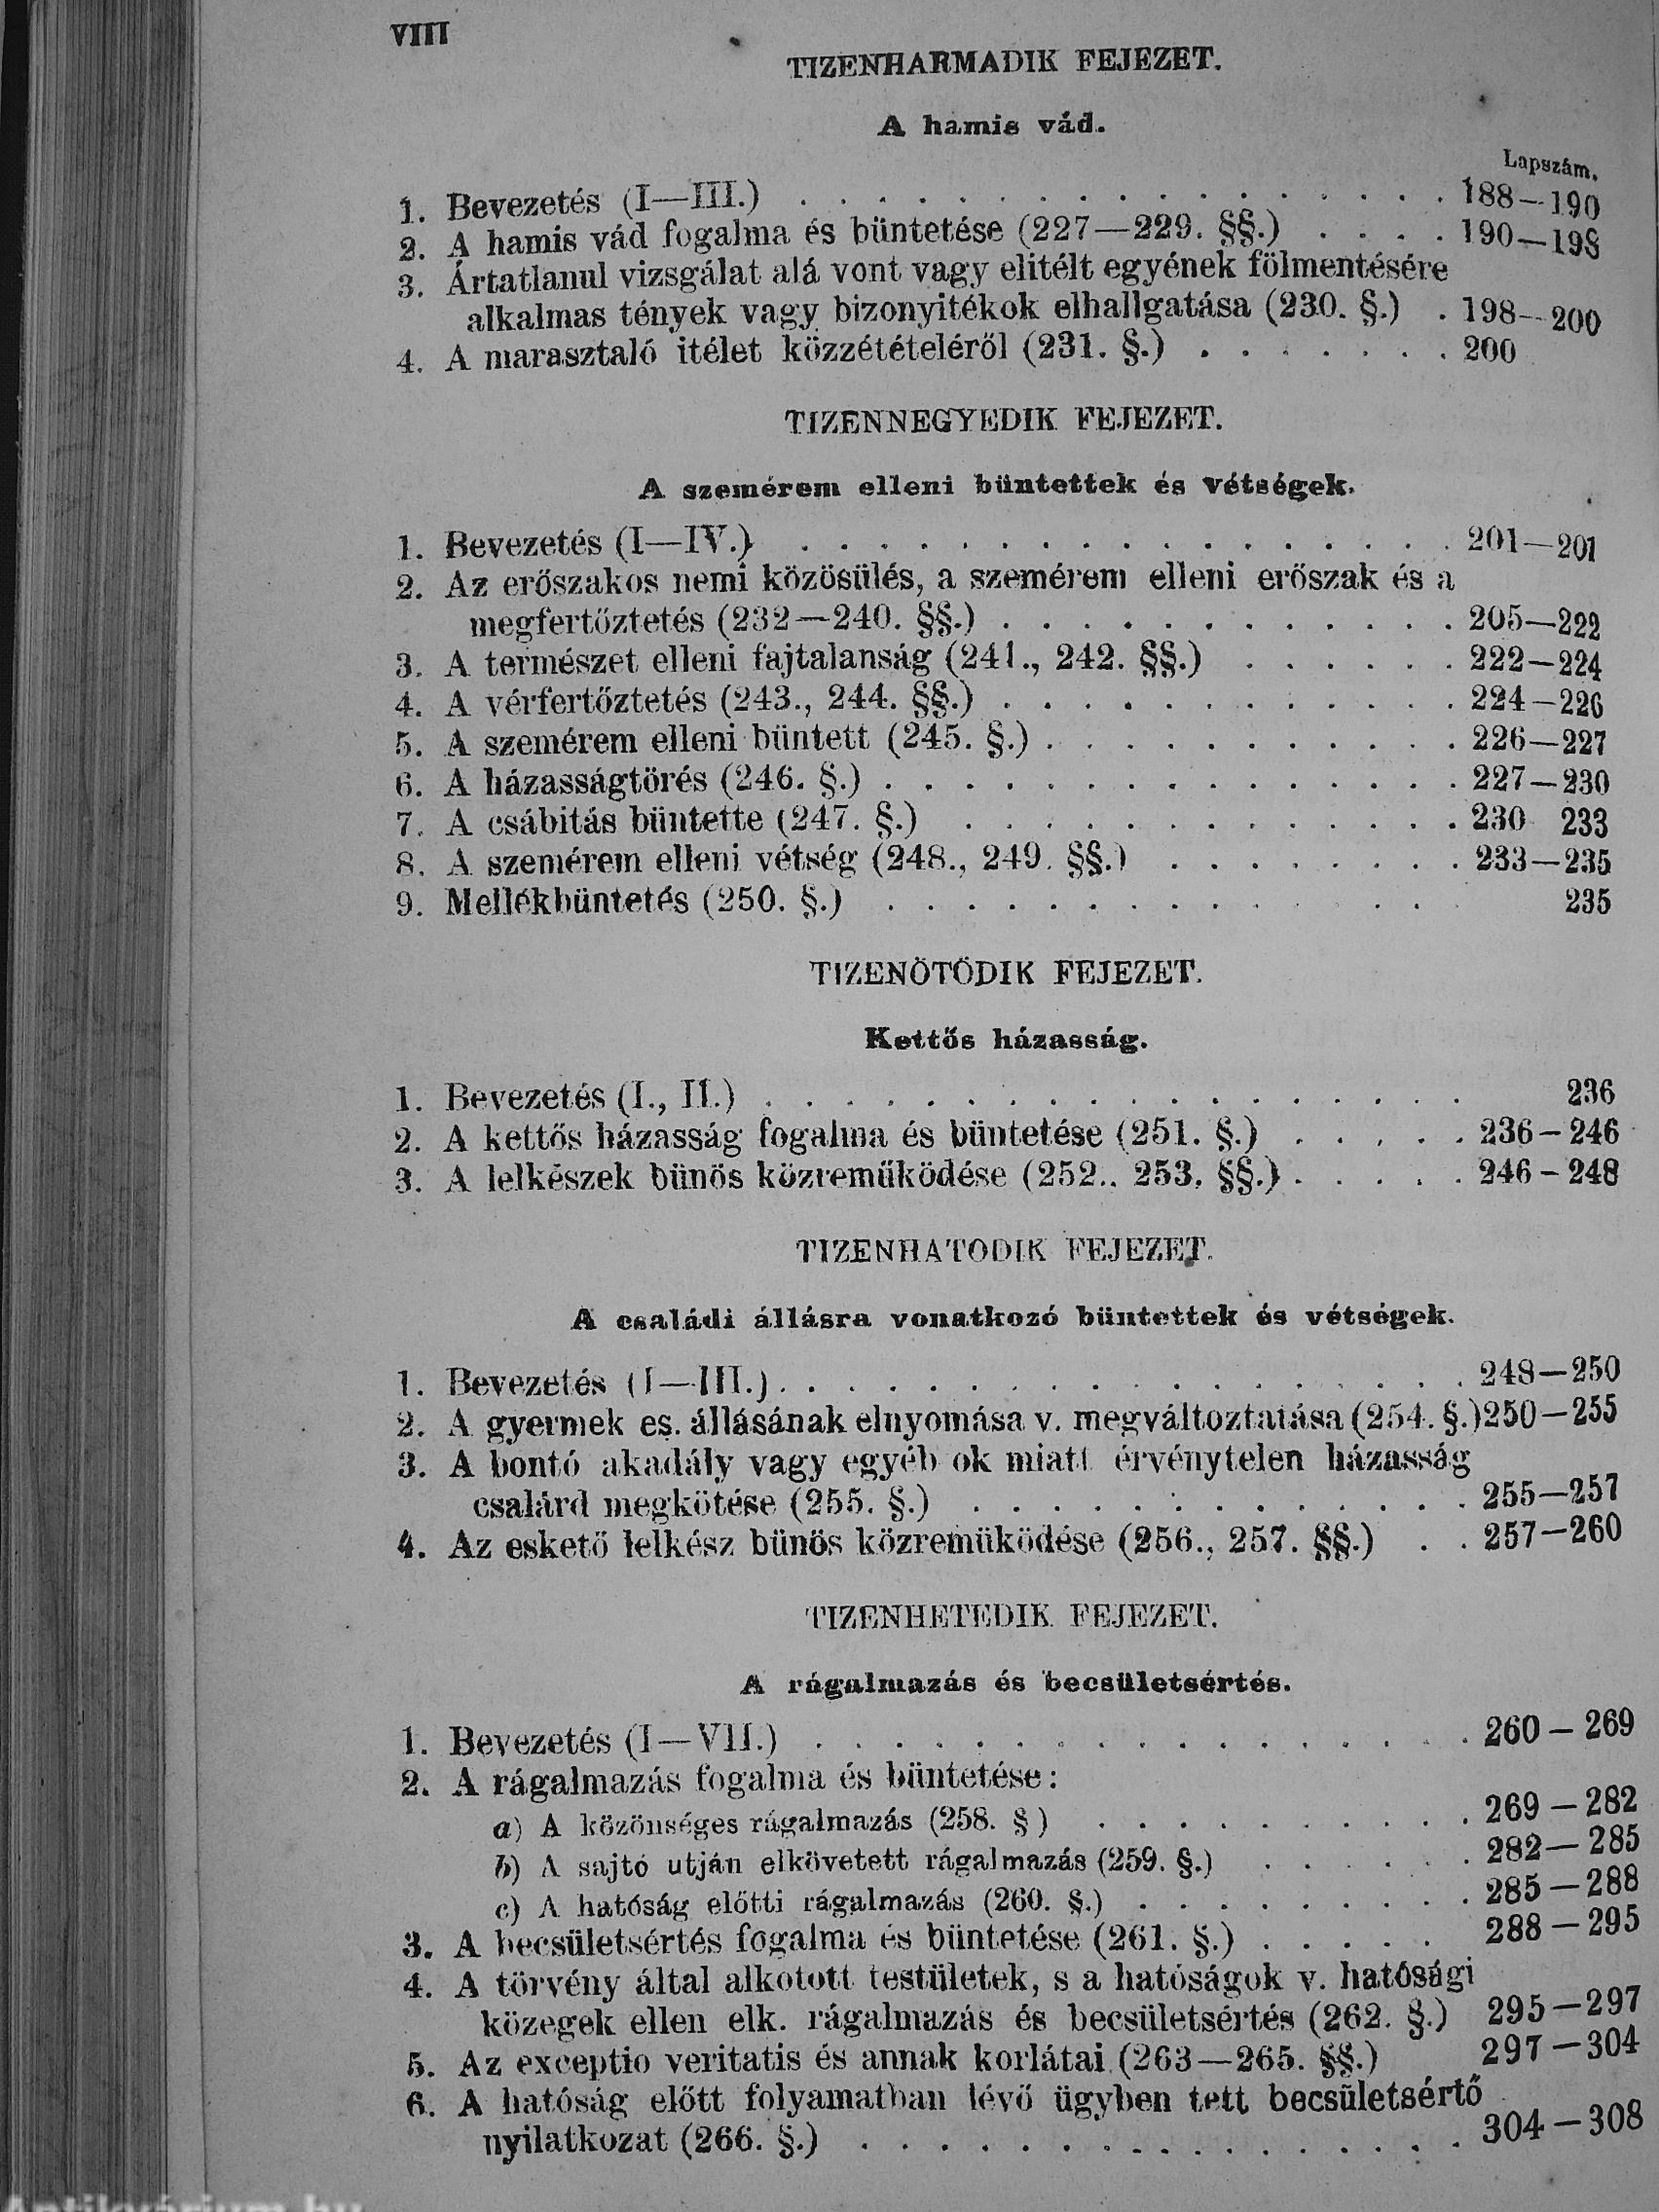 VIII
TIZENHARMADIK FEJEZET.
A hamis vád.
Lapszám.
1. Bevezetés (I—III.) . . . . . . . . . . . . . . . . . 188—190
2. A hamis vád fogalma és büntetése (227—229. §§.) . . . . 190—198
3. Ártatlanul vizsgálat alá vont vagy elitélt egyének fölmentésére
alkalmas tények vagy bizonyitékok elhallgatása (230. §.) . 198—200
4. A marasztaló itélet közzétételéről (231. §.) . . . . . . . 200
TIZENNEGYEDIK FEJEZET.
A szemérem elleni büntettek és vétségek.
1. Bevezetés (I—IV.) . . . . . . . . . . . . . . . . . 201—201
2. Az erőszakos nemi közösülés, a szemérem elleni erőszak és a
megfertőztetés (232—240. §§.) . . . . . . . . . . . . 205—222
3. A természet elleni fajtalanság (241., 242. §§.) . . . . . . 222—224
4. A vérfertőztetés (243., 244. §§.) . . . . . . . . . . . . 224—226
5. A szemérem elleni büntett (245. §.) . . . . . . . . . . . 226—227
6. A házasságtörés (246. §.) . . . . . . . . . . . . . . . 227—230
7. A csábitás büntette (247. §.) . . . . . . . . . . . . . 230 233
8. A szemérem elleni vétség (248., 249. §§.) . . . . . . . . 233—235
9. Mellékbüntetés (250. §.) . . . . . . . . . . . . . . 235
TIZENÖTÖDIK FEJEZET.
Kettős házasság.
1. Bevezetés (I., II.) . . . . . . . . . . . . . . . . . . 236
2. A kettős házasság fogalma és büntetése (251. §.) . . . . . 236–246
3. A lelkészek bünös közreműködése (252.. 253. §§.) . . . . . 246–248
TIZENHATODIK FEJEZET.
A családi állásra vonatkozó büntettek és vétségek.
1. Bevezetés (I—III.) . . . . . . . . . . . . . . . . . . 248—250
2. A gyermek cs. állásának elnyomása v. megváltoztatása (254. §.) 250—255
3. A bontó akadály vagy egyéb ok miatt érvénytelen házasság
csalárd megkötése (255. §.) . . . . . . . . . . . . . 255—257
4. Az eskető lelkész bünös közremüködése (256., 257. §§.) . . 257—260
TIZENHETEDIK FEJEZET.
A rágalmazás és becsületsértés.
1. Bevezetés (I—VII.) . . . . . . . . . . . . . . . . . 260—269
2. A rágalmazás fogalma és büntetése:
a) A közönséges rágalmazás (258. §) . . . . . . . . . . 269—282
b) A sajtó utján elkövetett rágalmazás (259. §.) . . . . . . 282—285
c) A hatóság előtti rágalmazás (260. §.) . . . . . . . . . 285—288
3. A becsületsértés fogalma és büntetése (261. §.) . . . . . 288—295
4. A törvény által alkotott testületek, s a hatóságok v. hatósági
közegek ellen elk. rágalmazás és becsületsértés (262. §.) 295—297
5. Az exceptio veritatis és annak korlátai (263—265. §§.) 297—304
6. A hatóság előtt folyamatban lévő ügyben tett becsületsértő
nyilatkozat (266. §.) . . . . . . . . . . . . . . . . 304—308
Antikvárium.hu